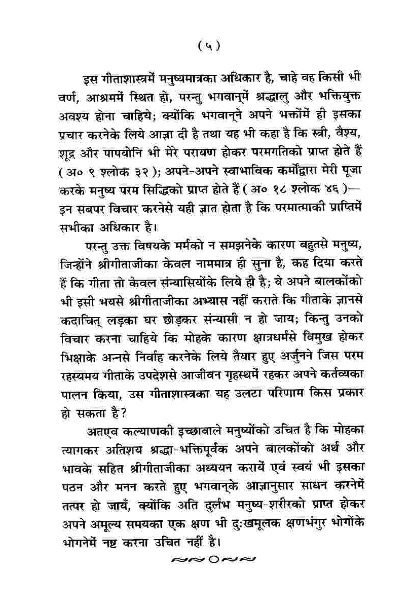 ( ५ )
इस गीताशास्त्रमें मनुष्यमात्रका अधिकार है, चाहे वह किसी भी
वर्ण, आश्रममें स्थित हो, परन्तु भगवान्‌में श्रद्धालु और भक्तियुक्त
अवश्य होना चाहिये; क्योंकि भगवान्‌ने अपने भक्तोंमें ही इसका
प्रचार करनेके लिये आज्ञा दी है तथा यह भी कहा है कि स्त्री, वैश्य,
शूद्र और पापयोनि भी मेरे परायण होकर परमगतिको प्राप्त होते हैं
( अ० ९ श्लोक ३२ ); अपने-अपने स्वाभाविक कर्मोंद्वारा मेरी पूजा
करके मनुष्य परम सिद्धिको प्राप्त होते हैं ( अ० १८ श्लोक ४६ )—
इन सबपर विचार करनेसे यही ज्ञात होता है कि परमात्माकी प्राप्तिमें
सभीका अधिकार है।
परन्तु उक्त विषयके मर्मको न समझनेके कारण बहुतसे मनुष्य,
जिन्होंने श्रीगीताजीका केवल नाममात्र ही सुना है, कह दिया करते
हैं कि गीता तो केवल संन्यासियोंके लिये ही है; वे अपने बालकोंको
भी इसी भयसे श्रीगीताजीका अभ्यास नहीं कराते कि गीताके ज्ञानसे
कदाचित् लड़का घर छोड़कर संन्यासी न हो जाय; किन्तु उनको
विचार करना चाहिये कि मोहके कारण क्षात्रधर्मसे विमुख होकर
भिक्षाके अन्नसे निर्वाह करनेके लिये तैयार हुए अर्जुनने जिस परम
रहस्यमय गीताके उपदेशसे आजीवन गृहस्थमें रहकर अपने कर्तव्यका
पालन किया, उस गीताशास्त्रका यह उलटा परिणाम किस प्रकार
हो सकता है?
अतएव कल्याणकी इच्छावाले मनुष्योंको उचित है कि मोहका
त्यागकर अतिशय श्रद्धा-भक्तिपूर्वक अपने बालकोंको अर्थ और
भावके सहित श्रीगीताजीका अध्ययन करायें एवं स्वयं भी इसका
पठन और मनन करते हुए भगवान्‌के आज्ञानुसार साधन करनेमें
तत्पर हो जायँ, क्योंकि अति दुर्लभ मनुष्य-शरीरको प्राप्त होकर
अपने अमूल्य समयका एक क्षण भी दुःखमूलक क्षणभंगुर भोगोंके
भोगनेमें नष्ट करना उचित नहीं है।